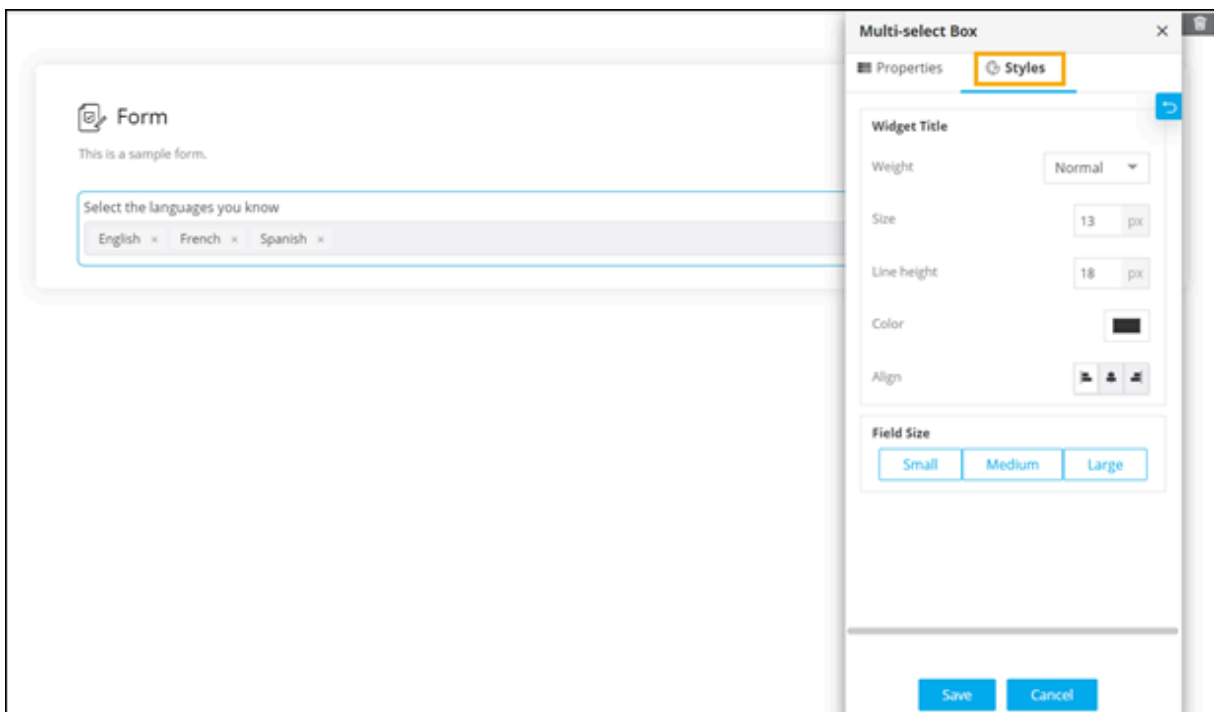 Multi-select Box
Properties Styles
Form
This is a sample form.
Select the languages you know
English × French × Spanish ×
Widget Title
Weight Normal
Size 13 px
Line height 18 px
Color
Align
Field Size
Small Medium Large
Save Cancel